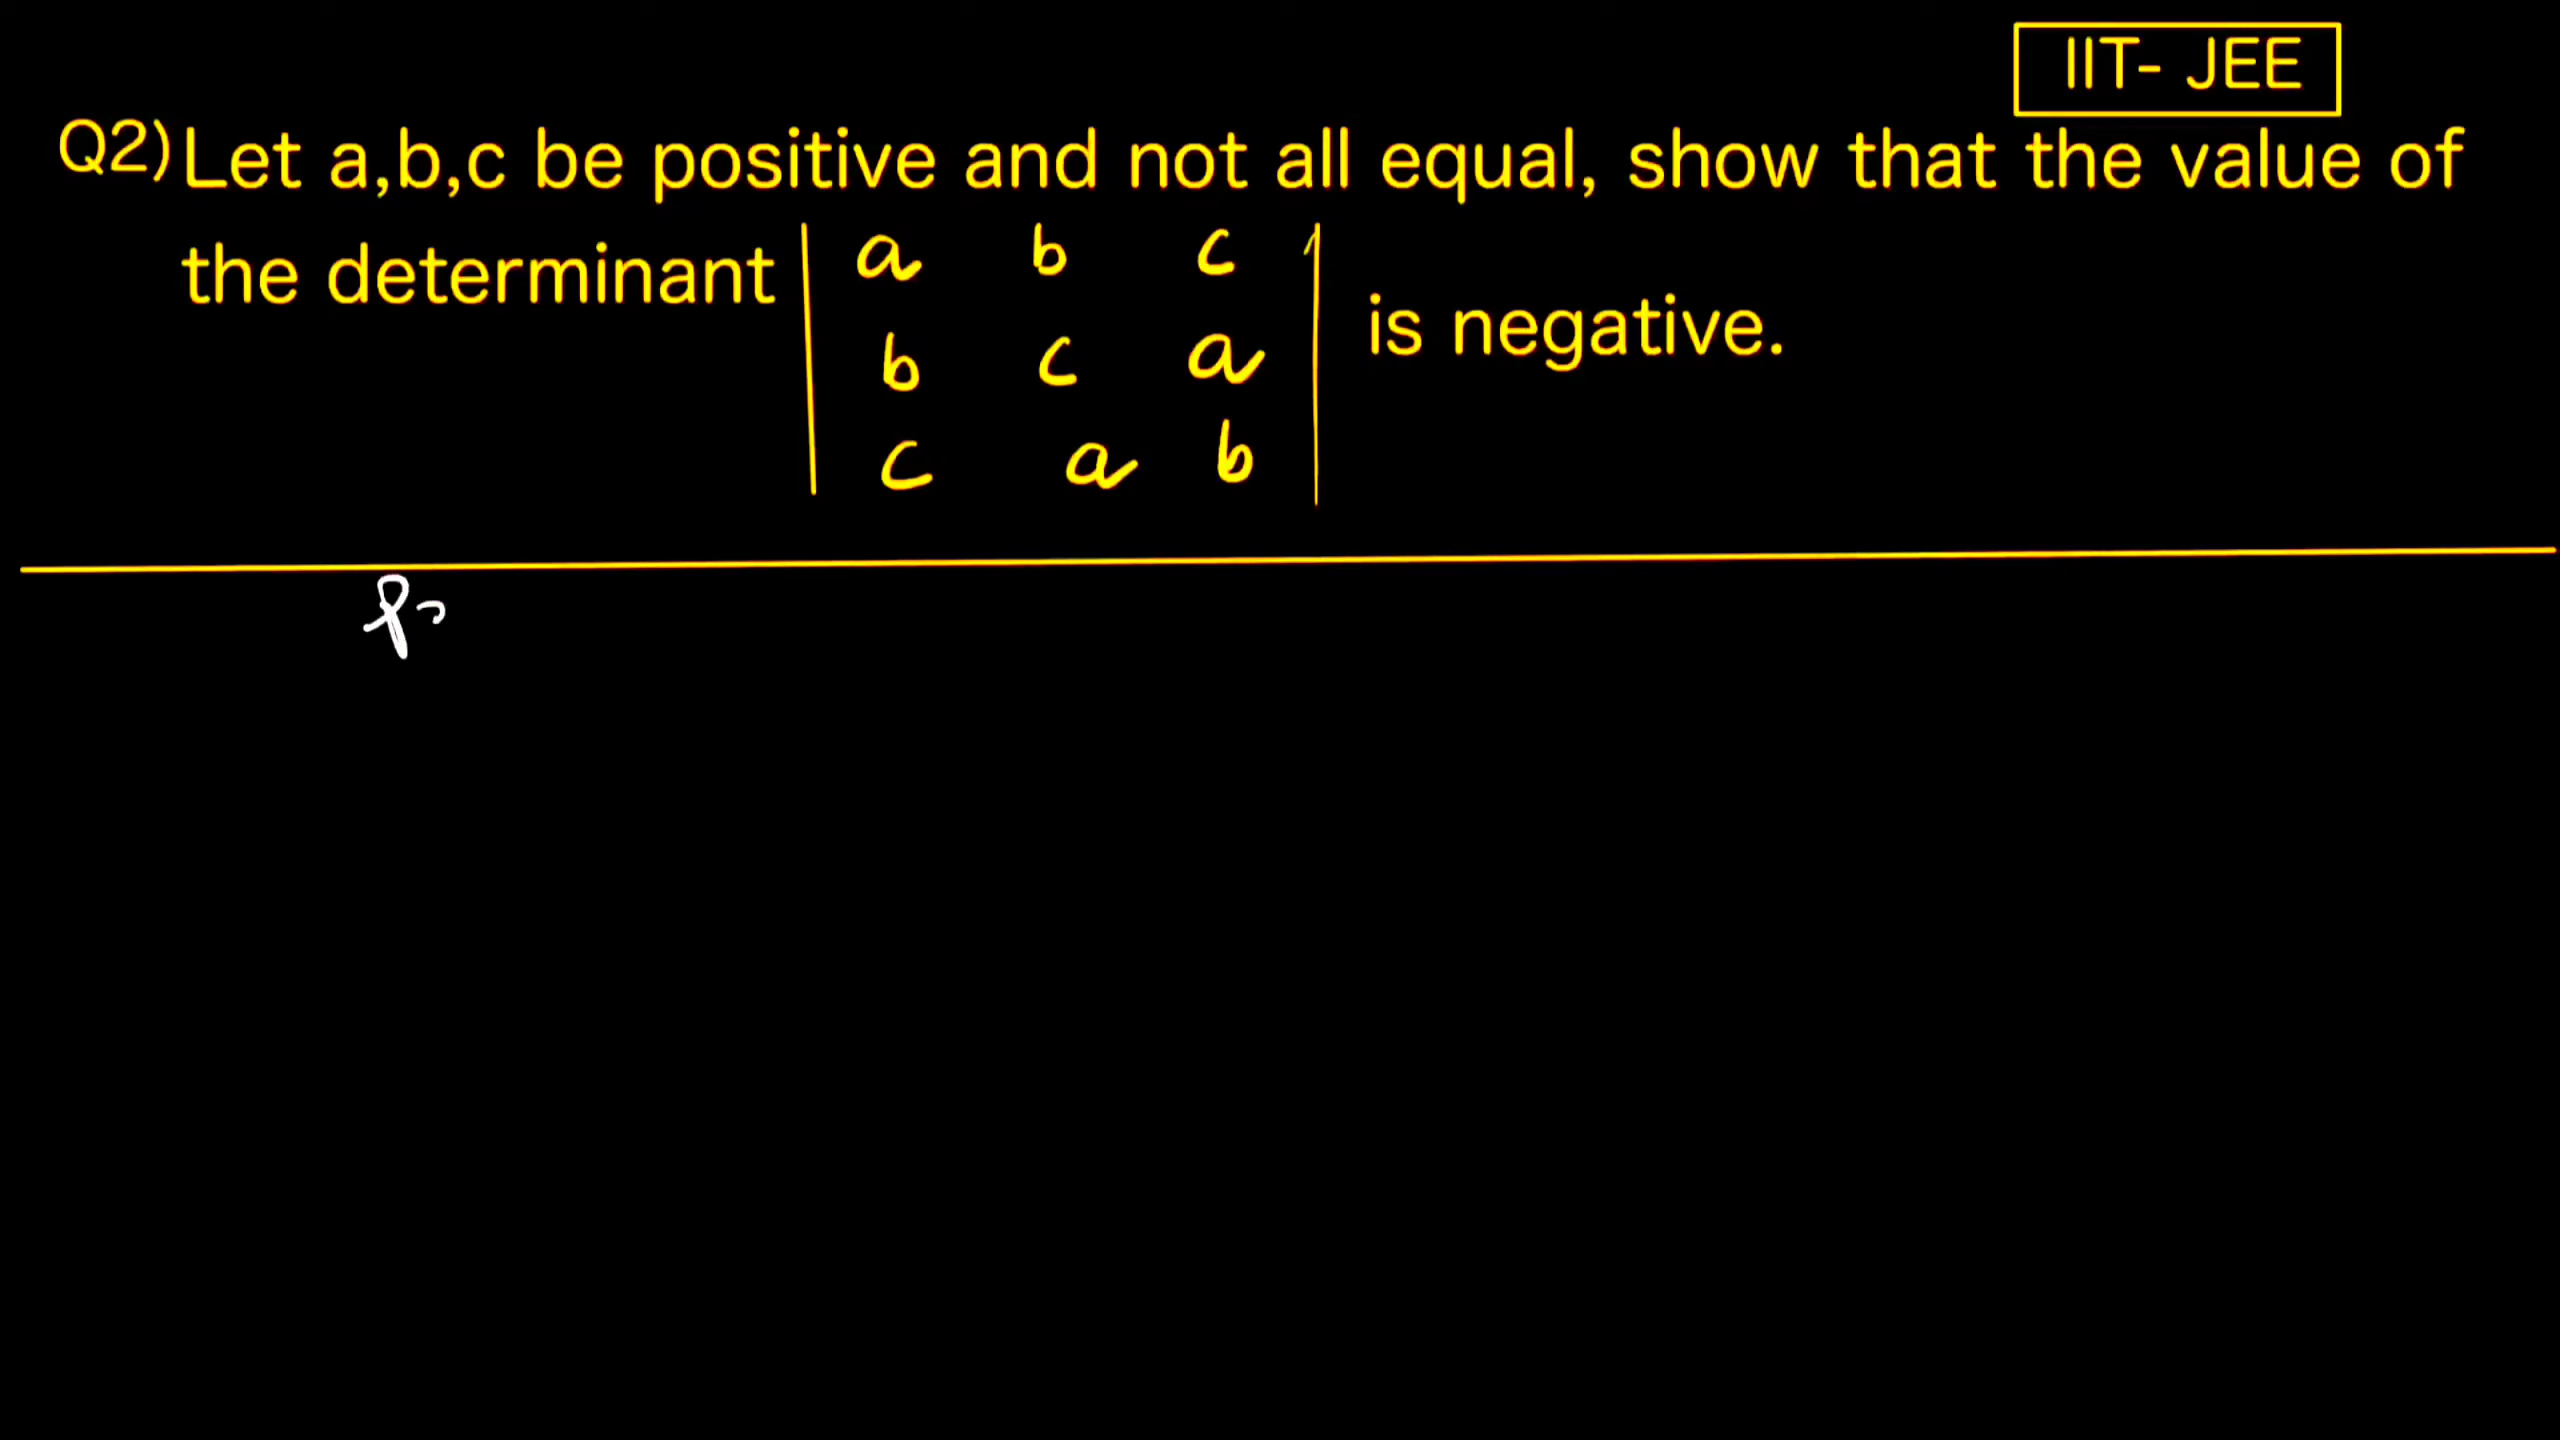 IIT- JEE
Q2) Let a,b,c be positive and not all equal, show that the value of
the determinant | a b c | is negative.
b c a
c a b